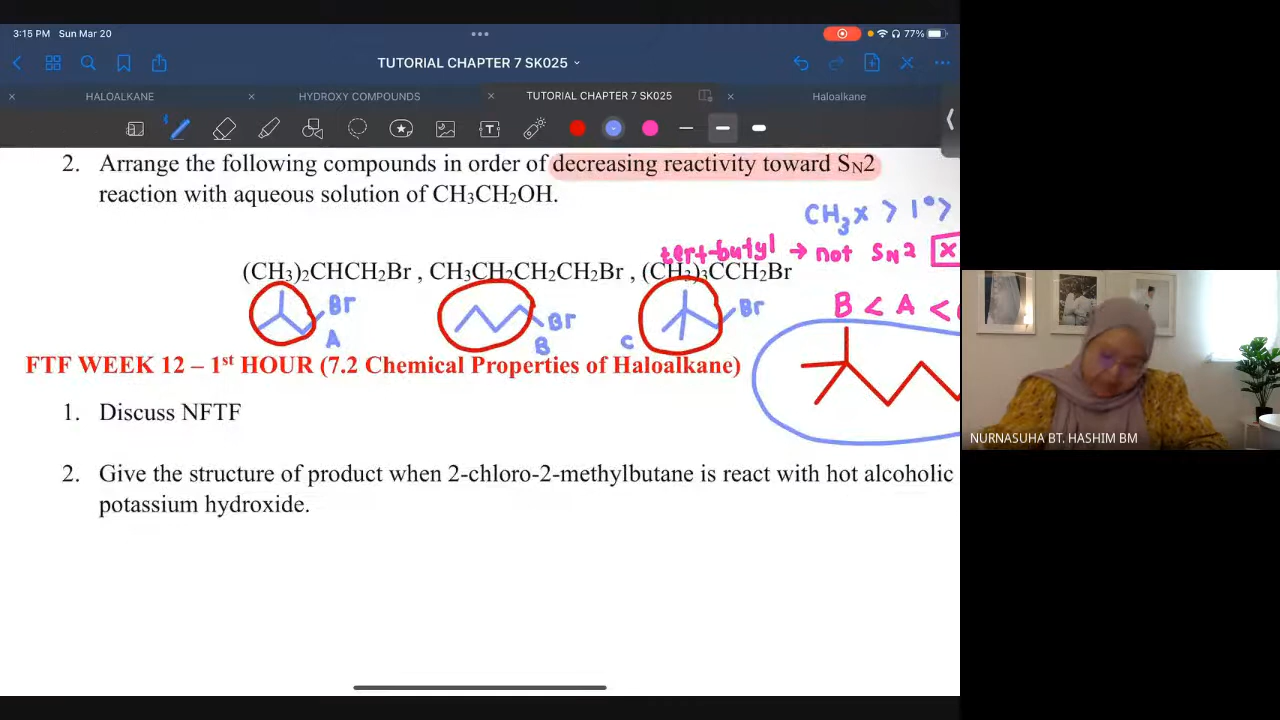 3:15 PM Sun Mar 20
77%
TUTORIAL CHAPTER 7 SK025
HALOALKANE
HYDROXY COMPOUNDS
TUTORIAL CHAPTER 7 SK025
Haloalkane
2. Arrange the following compounds in order of decreasing reactivity toward SN2
reaction with aqueous solution of CH3CH2OH.
CH3X > 1° >
tert-butyl → not SN2 X
(CH3)2CHCH2Br , CH3CH2CH2CH2Br , (CH3)3CCH2Br
Br
A
Br
B
Br
C
B < A <
FTF WEEK 12 – 1st HOUR (7.2 Chemical Properties of Haloalkane)
1. Discuss NFTF
NURNASUHA BT. HASHIM BM
2. Give the structure of product when 2-chloro-2-methylbutane is react with hot alcoholic
potassium hydroxide.